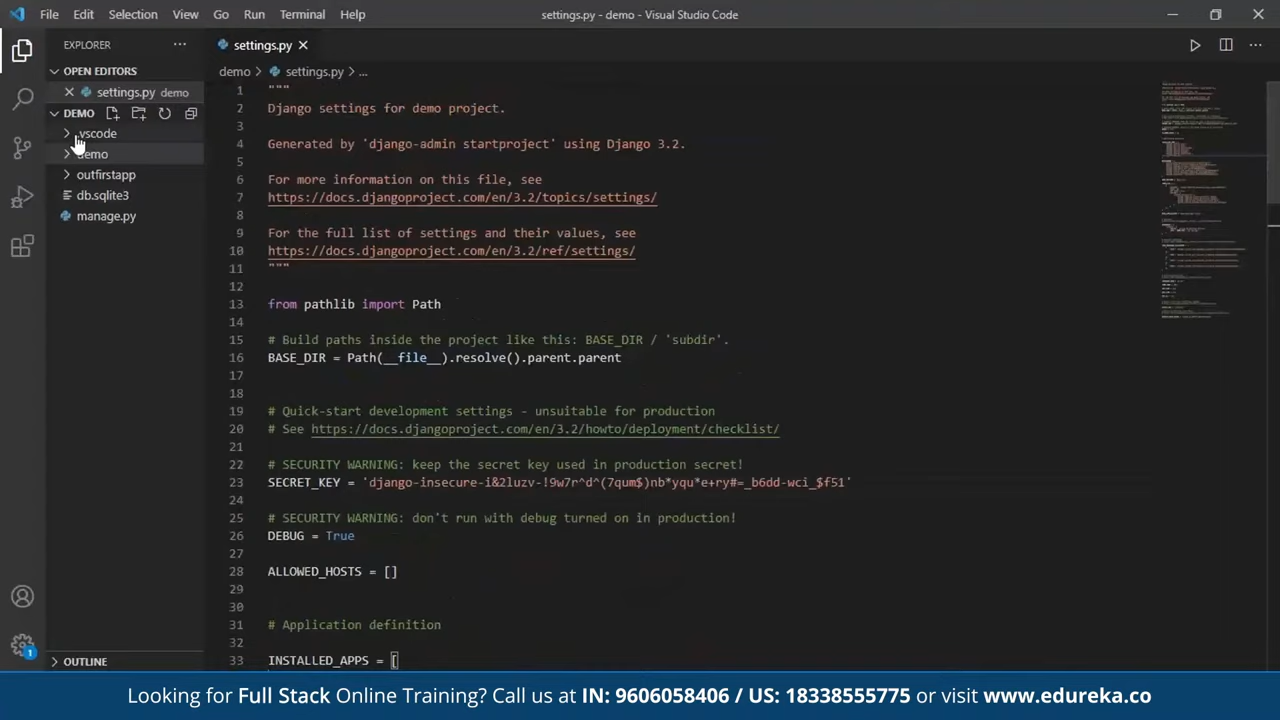 File Edit Selection View Go Run Terminal Help
settings.py - demo - Visual Studio Code
EXPLORER
OPEN EDITORS
settings.py demo
DEMO
.vscode
demo
outfirstapp
db.sqlite3
manage.py
OUTLINE
settings.py
demo > settings.py > ...
1 """
2 Django settings for demo project.
3
4 Generated by 'django-admin startproject' using Django 3.2.
5
6 For more information on this file, see
7 https://docs.djangoproject.com/en/3.2/topics/settings/
8
9 For the full list of settings and their values, see
10 https://docs.djangoproject.com/en/3.2/ref/settings/
11 """
12
13 from pathlib import Path
14
15 # Build paths inside the project like this: BASE_DIR / 'subdir'.
16 BASE_DIR = Path(__file__).resolve().parent.parent
17
18
19 # Quick-start development settings - unsuitable for production
20 # See https://docs.djangoproject.com/en/3.2/howto/deployment/checklist/
21
22 # SECURITY WARNING: keep the secret key used in production secret!
23 SECRET_KEY = 'django-insecure-i&2luzv-!9w7r^d^(7qum$)nb*yqu*e+ry#=_b6dd-wci_$f51'
24
25 # SECURITY WARNING: don't run with debug turned on in production!
26 DEBUG = True
27
28 ALLOWED_HOSTS = []
29
30
31 # Application definition
32
33 INSTALLED_APPS = [
1
Looking for Full Stack Online Training? Call us at IN: 9606058406 / US: 18338555775 or visit www.edureka.co